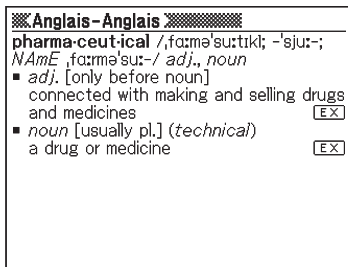 Anglais-Anglais
pharma·ceut·ical /ˌfɑːməˈsuːtɪkl; -ˈsjuː-;
NAmE ˌfɑːrməˈsuː-/ adj., noun
▪ adj. [only before noun]
connected with making and selling drugs
and medicines EX
▪ noun [usually pl.] (technical)
a drug or medicine EX